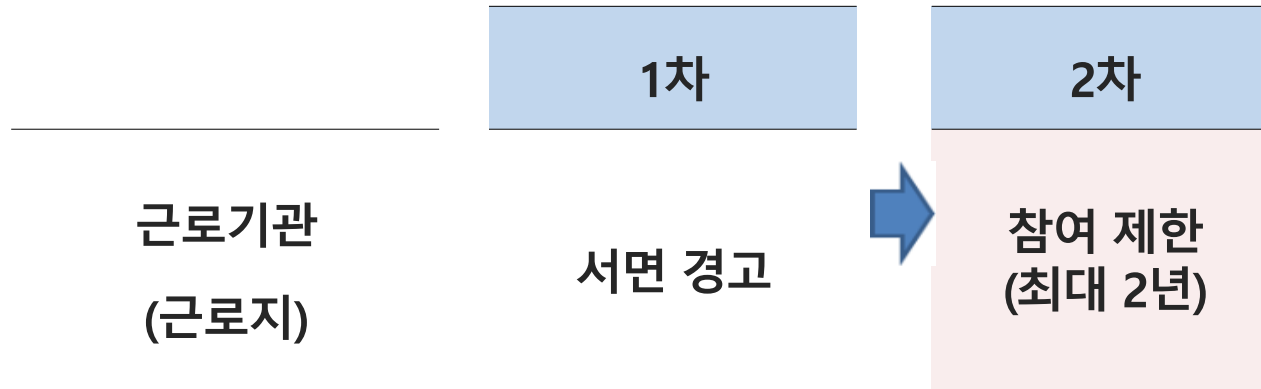 1차
2차
근로기관
(근로지)
서면 경고
참여 제한
(최대 2년)